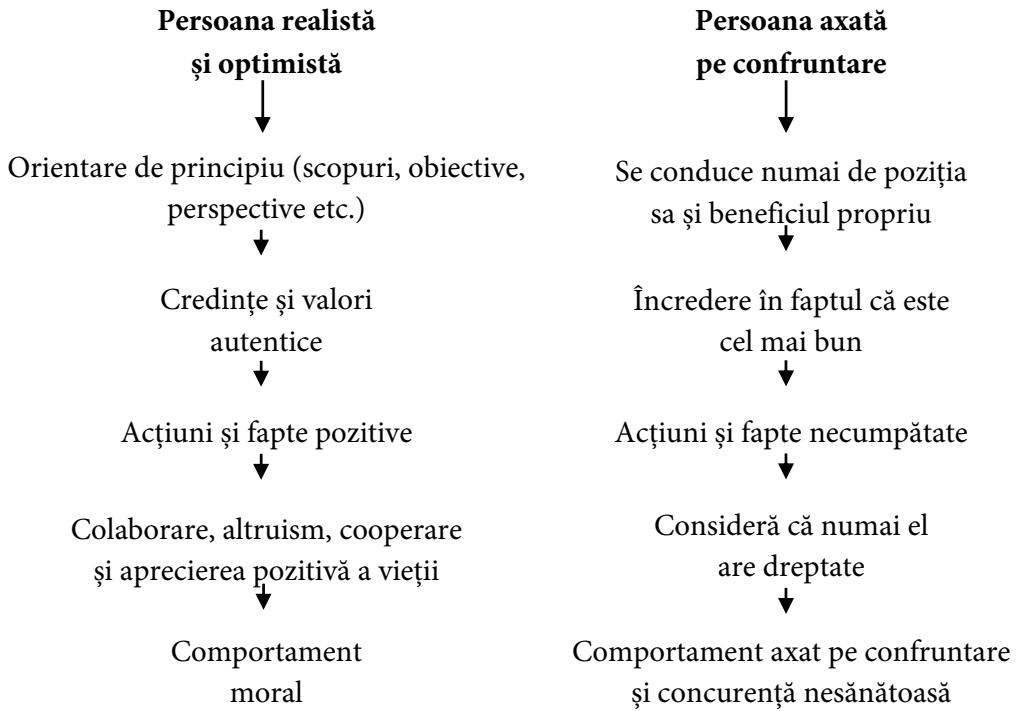 Persoana realistă
și optimistă
Orientare de principiu (scopuri, obiective,
perspective etc.)
Credințe și valori
autentice
Acțiuni și fapte pozitive
Colaborare, altruism, cooperare
și aprecierea pozitivă a vieții
Comportament
moral
Persoana axată
pe confruntare
Se conduce numai de poziția
sa și beneficiul propriu
Încredere în faptul că este
cel mai bun
Acțiuni și fapte necumpătate
Consideră că numai el
are dreptate
Comportament axat pe confruntare
și concurență nesănătoasă